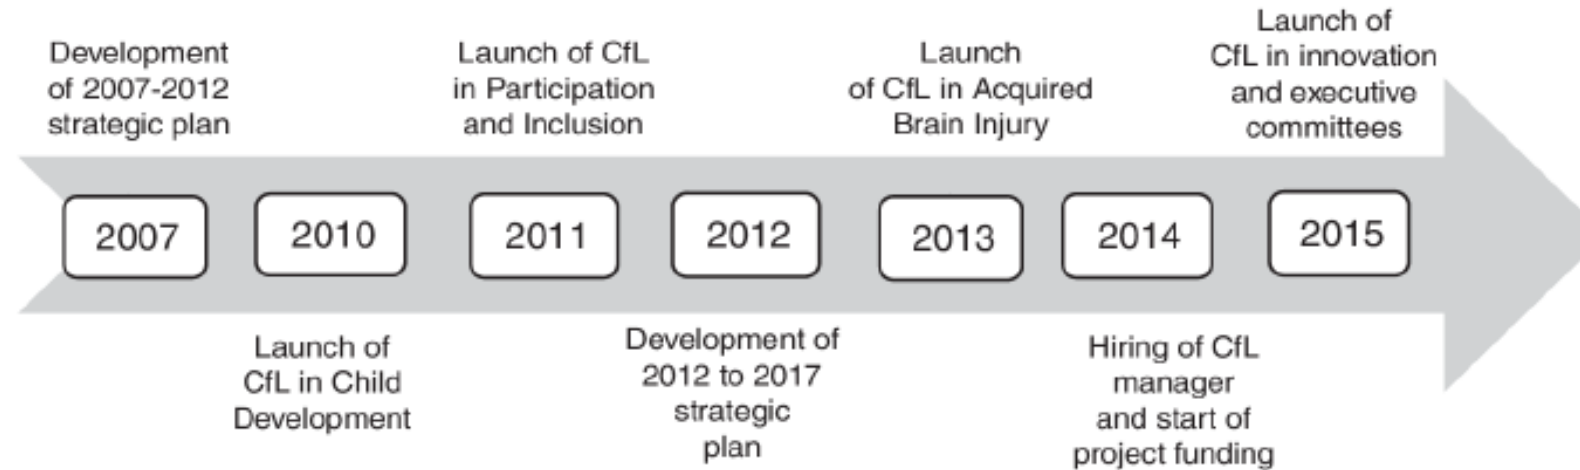 Development
of 2007-2012
strategic plan
Launch of CfL
in Participation
and Inclusion
Launch
of CfL in Acquired
Brain Injury
Launch of
CfL in innovation
and executive
committees
2007
2010
2011
2012
2013
2014
2015
Launch of
CfL in Child
Development
Development of
2012 to 2017
strategic
plan
Hiring of CfL
manager
and start of
project funding